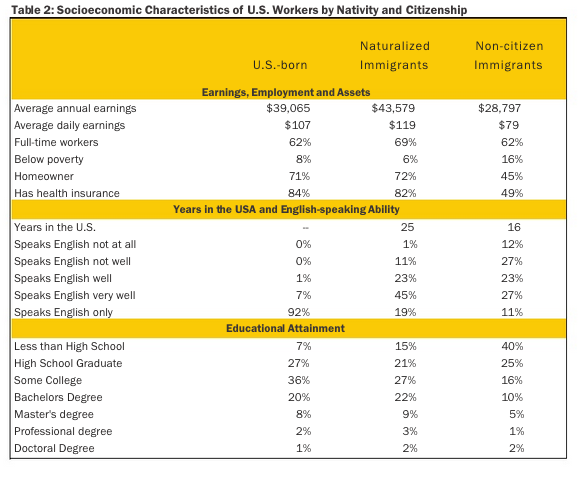 Table 2: Socioeconomic Characteristics of U.S. Workers by Nativity and Citizenship
Naturalized Non-citizen
U.S.-born Immigrants Immigrants
Earnings, Employment and Assets
Average annual earnings $39,065 $43,579 $28,797
Average daily earnings $107 $119 $79
Full-time workers 62% 69% 62%
Below poverty 8% 6% 16%
Homeowner 71% 72% 45%
Has health insurance 84% 82% 49%
Years in the USA and English-speaking Ability
Years in the U.S. -- 25 16
Speaks English not at all 0% 1% 12%
Speaks English not well 0% 11% 27%
Speaks English well 1% 23% 23%
Speaks English very well 7% 45% 27%
Speaks English only 92% 19% 11%
Educational Attainment
Less than High School 7% 15% 40%
High School Graduate 27% 21% 25%
Some College 36% 27% 16%
Bachelors Degree 20% 22% 10%
Master's degree 8% 9% 5%
Professional degree 2% 3% 1%
Doctoral Degree 1% 2% 2%